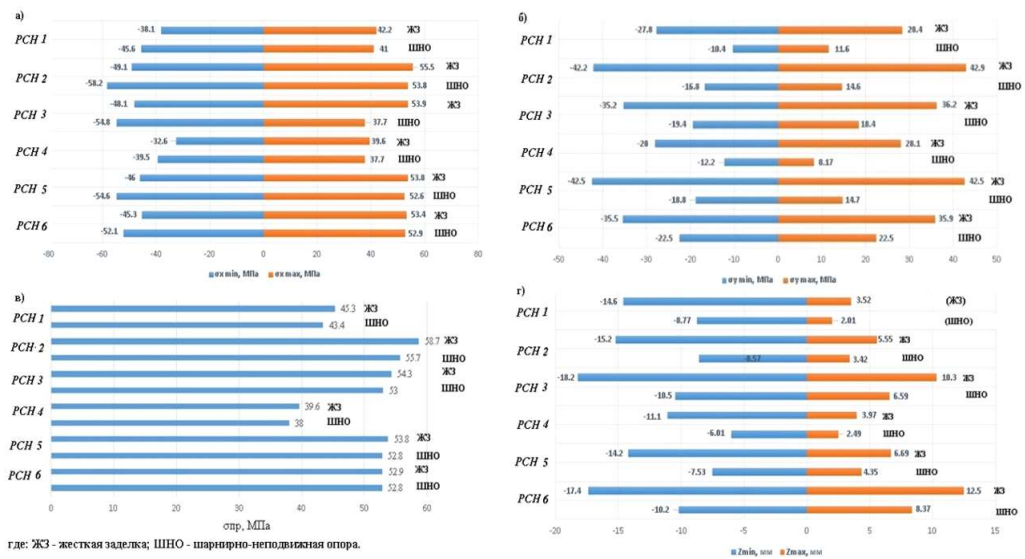 а)
РСН 1
-38.1 42.2 ЖЗ
-45.6 41 ШНО
РСН 2
-49.1 55.5 ЖЗ
-58.2 53.8 ШНО
РСН 3
-48.1 53.9 ЖЗ
-54.8 37.7 ШНО
РСН 4
-32.6 39.6 ЖЗ
-39.5 37.7 ШНО
РСН 5
-46 53.8 ЖЗ
-54.6 52.6 ШНО
РСН 6
-45.3 53.4 ЖЗ
-52.1 52.9 ШНО
-80 -60 -40 -20 0 20 40 60 80
σx min, МПа σx max, МПа
б)
РСН 1
-27.8 28.4 ЖЗ
-10.4 11.6 ШНО
РСН 2
-42.2 42.9 ЖЗ
-16.8 14.6 ШНО
РСН 3
-35.2 36.2 ЖЗ
-19.4 18.4 ШНО
РСН 4
-28 28.1 ЖЗ
-12.2 8.17 ШНО
РСН 5
-42.5 42.5 ЖЗ
-18.8 14.7 ШНО
РСН 6
-35.5 35.9 ЖЗ
-22.5 22.5 ШНО
-50 -40 -30 -20 -10 0 10 20 30 40 50
σy min, МПа σy max, МПа
в)
РСН 1
45.3 ЖЗ
43.4 ШНО
РСН 2
58.7 ЖЗ
55.7 ШНО
РСН 3
54.3 ЖЗ
53 ШНО
РСН 4
39.6 ЖЗ
38 ШНО
РСН 5
53.8 ЖЗ
52.8 ШНО
РСН 6
52.9 ЖЗ
52.8 ШНО
0 10 20 30 40 50 60
σпр, МПа
г)
РСН 1
-14.6 3.52 (ЖЗ)
-8.77 2.01 (ШНО)
РСН 2
-15.2 5.55 ЖЗ
-8.57 3.42 ШНО
РСН 3
-18.2 10.3 ЖЗ
-10.5 6.59 ШНО
РСН 4
-11.1 3.97 ЖЗ
-6.01 2.49 ШНО
РСН 5
-14.2 6.69 ЖЗ
-7.53 4.35 ШНО
РСН 6
-17.4 12.5 ЖЗ
-10.2 8.37 ШНО
-20 -15 -10 -5 0 5 10 15
Zmin, мм Zmax, мм
где: ЖЗ - жесткая заделка; ШНО - шарнирно-неподвижная опора.